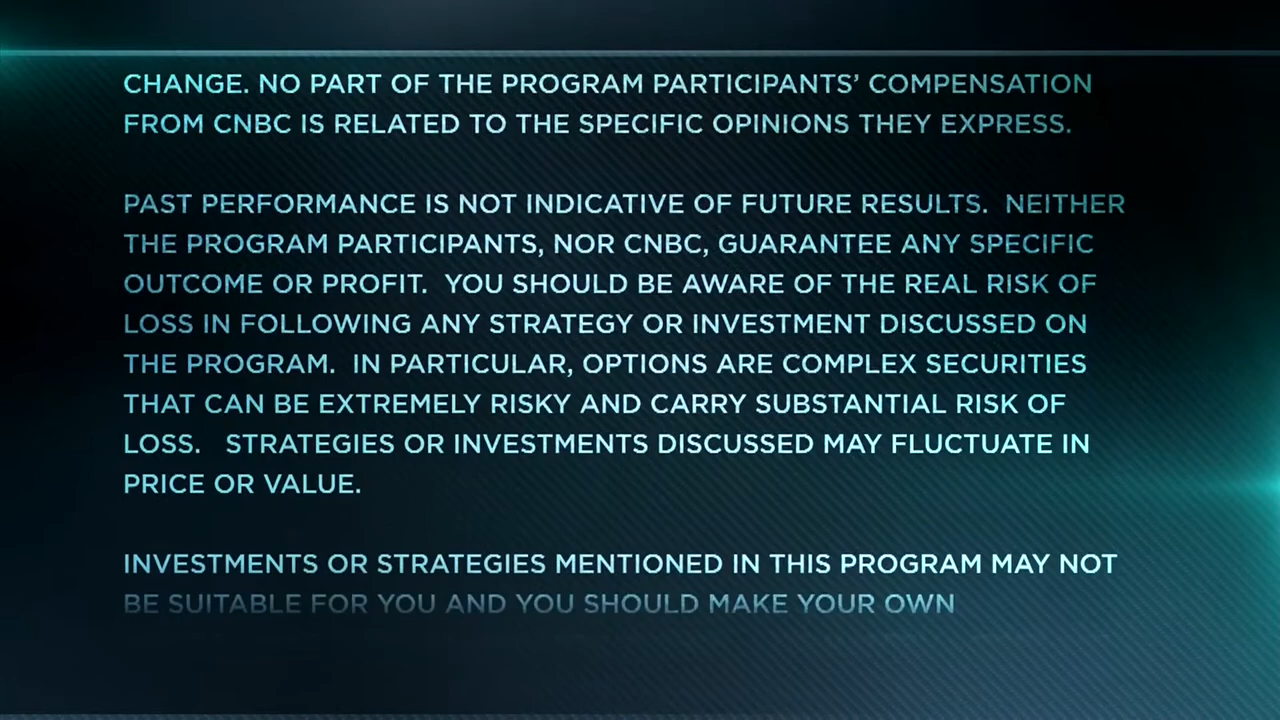 CHANGE. NO PART OF THE PROGRAM PARTICIPANTS’ COMPENSATION
FROM CNBC IS RELATED TO THE SPECIFIC OPINIONS THEY EXPRESS.
PAST PERFORMANCE IS NOT INDICATIVE OF FUTURE RESULTS.  NEITHER
THE PROGRAM PARTICIPANTS, NOR CNBC, GUARANTEE ANY SPECIFIC
OUTCOME OR PROFIT.  YOU SHOULD BE AWARE OF THE REAL RISK OF
LOSS IN FOLLOWING ANY STRATEGY OR INVESTMENT DISCUSSED ON
THE PROGRAM.  IN PARTICULAR, OPTIONS ARE COMPLEX SECURITIES
THAT CAN BE EXTREMELY RISKY AND CARRY SUBSTANTIAL RISK OF
LOSS.   STRATEGIES OR INVESTMENTS DISCUSSED MAY FLUCTUATE IN
PRICE OR VALUE.
INVESTMENTS OR STRATEGIES MENTIONED IN THIS PROGRAM MAY NOT
BE SUITABLE FOR YOU AND YOU SHOULD MAKE YOUR OWN